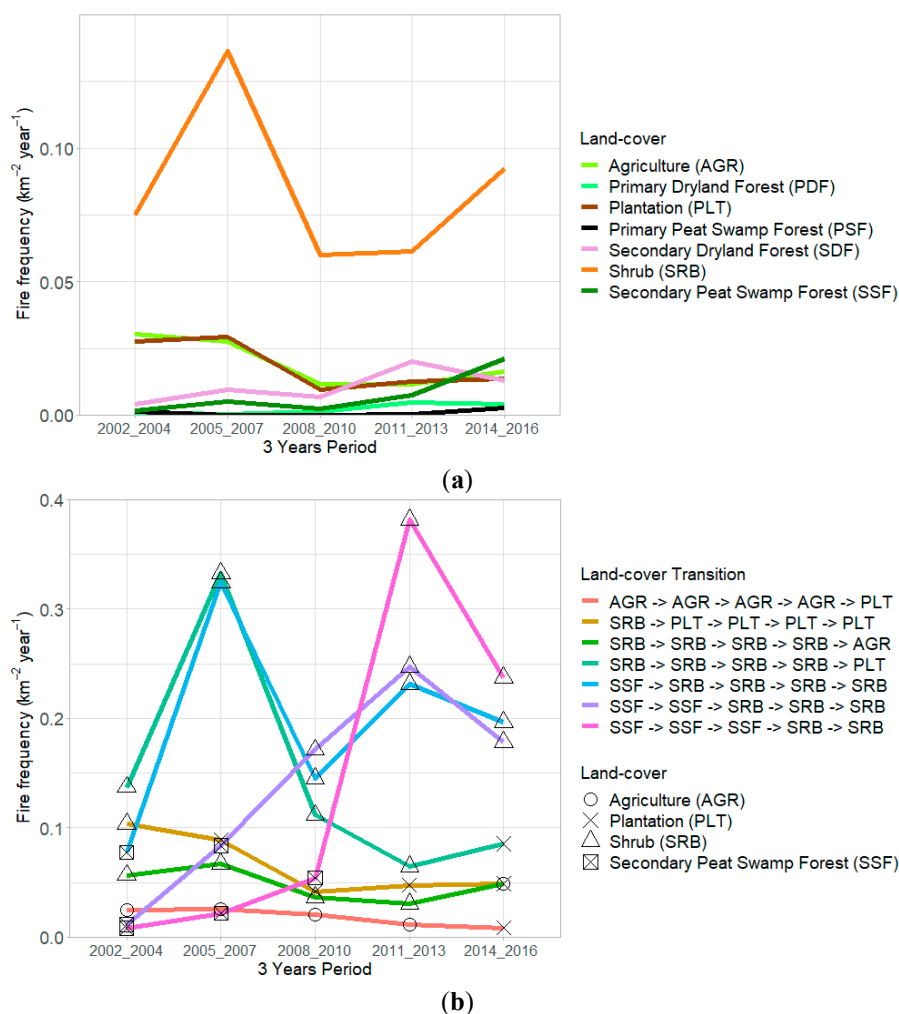 Fire frequency (km⁻² year⁻¹)
0.10
0.05
0.00
2002_2004 2005_2007 2008_2010 2011_2013 2014_2016
3 Years Period
Land-cover
Agriculture (AGR)
Primary Dryland Forest (PDF)
Plantation (PLT)
Primary Peat Swamp Forest (PSF)
Secondary Dryland Forest (SDF)
Shrub (SRB)
Secondary Peat Swamp Forest (SSF)
(a)
Fire frequency (km⁻² year⁻¹)
0.4
0.3
0.2
0.1
0.0
2002_2004 2005_2007 2008_2010 2011_2013 2014_2016
3 Years Period
Land-cover Transition
AGR -> AGR -> AGR -> AGR -> PLT
SRB -> PLT -> PLT -> PLT -> PLT
SRB -> SRB -> SRB -> SRB -> AGR
SRB -> SRB -> SRB -> SRB -> PLT
SSF -> SRB -> SRB -> SRB -> SRB
SSF -> SSF -> SRB -> SRB -> SRB
SSF -> SSF -> SSF -> SRB -> SRB
Land-cover
Agriculture (AGR)
Plantation (PLT)
Shrub (SRB)
Secondary Peat Swamp Forest (SSF)
(b)